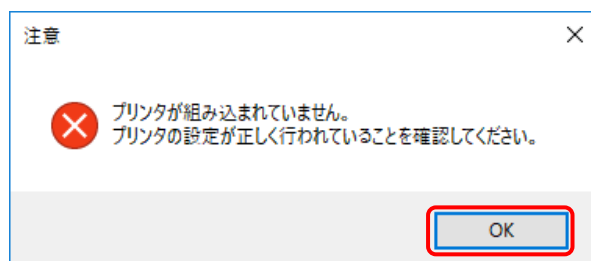 注意
プリンタが組み込まれていません。
プリンタの設定が正しく行われていることを確認してください。
OK